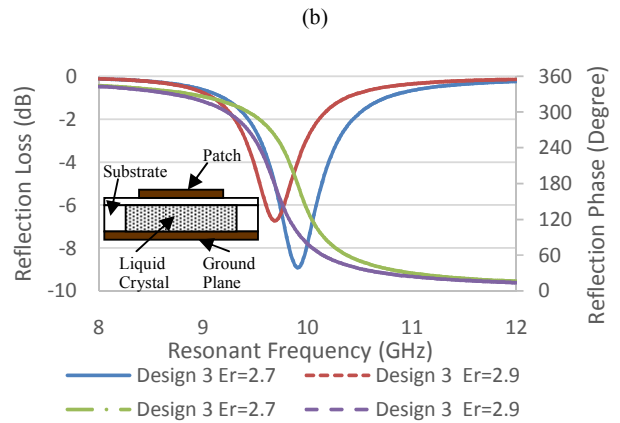 (b)
0
-2
-4
-6
-8
-10
Reflection Loss (dB)
360
300
240
180
120
60
0
Reflection Phase (Degree)
Patch
Substrate
Liquid
Crystal
Ground
Plane
8 9 10 11 12
Resonant Frequency (GHz)
Design 3 Er=2.7 Design 3 Er=2.9
Design 3 Er=2.7 Design 3 Er=2.9